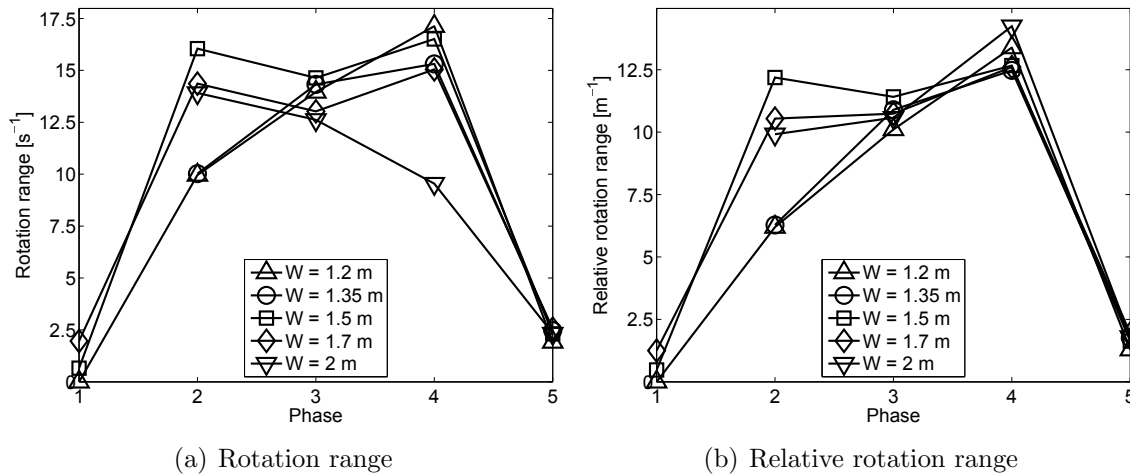 17.5
15
12.5
10
7.5
5
2.5
0
Rotation range [s⁻¹]
W = 1.2 m
W = 1.35 m
W = 1.5 m
W = 1.7 m
W = 2 m
1 2 3 4 5
Phase
(a) Rotation range
12.5
10
7.5
5
2.5
0
Relative rotation range [m⁻¹]
W = 1.2 m
W = 1.35 m
W = 1.5 m
W = 1.7 m
W = 2 m
1 2 3 4 5
Phase
(b) Relative rotation range